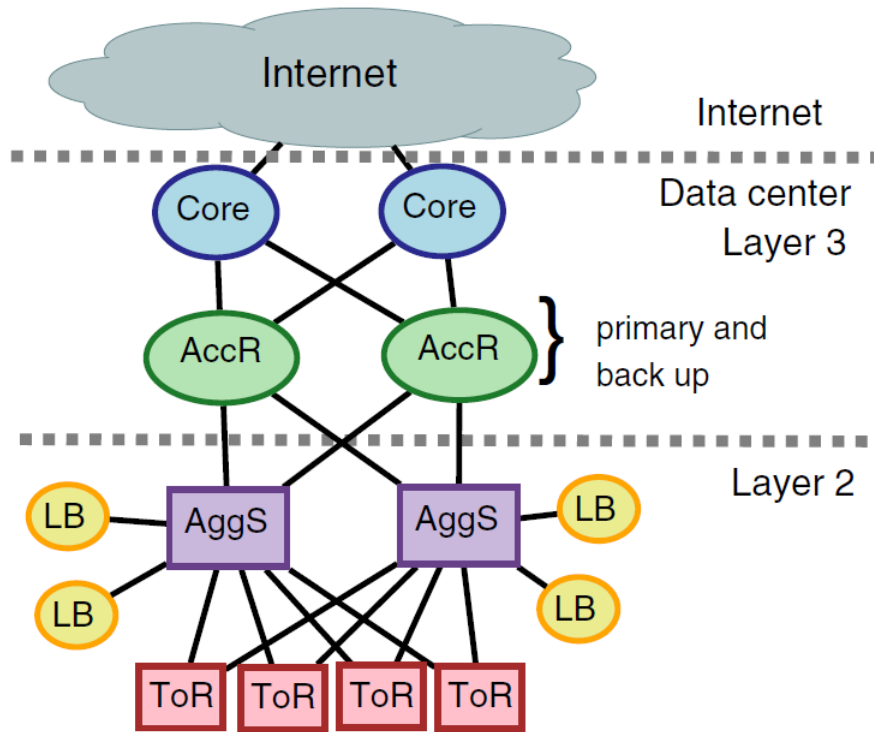 Internet
Internet
Core
Core
Data center
Layer 3
AccR
AccR
}
primary and
back up
Layer 2
LB
AggS
AggS
LB
LB
LB
ToR
ToR
ToR
ToR